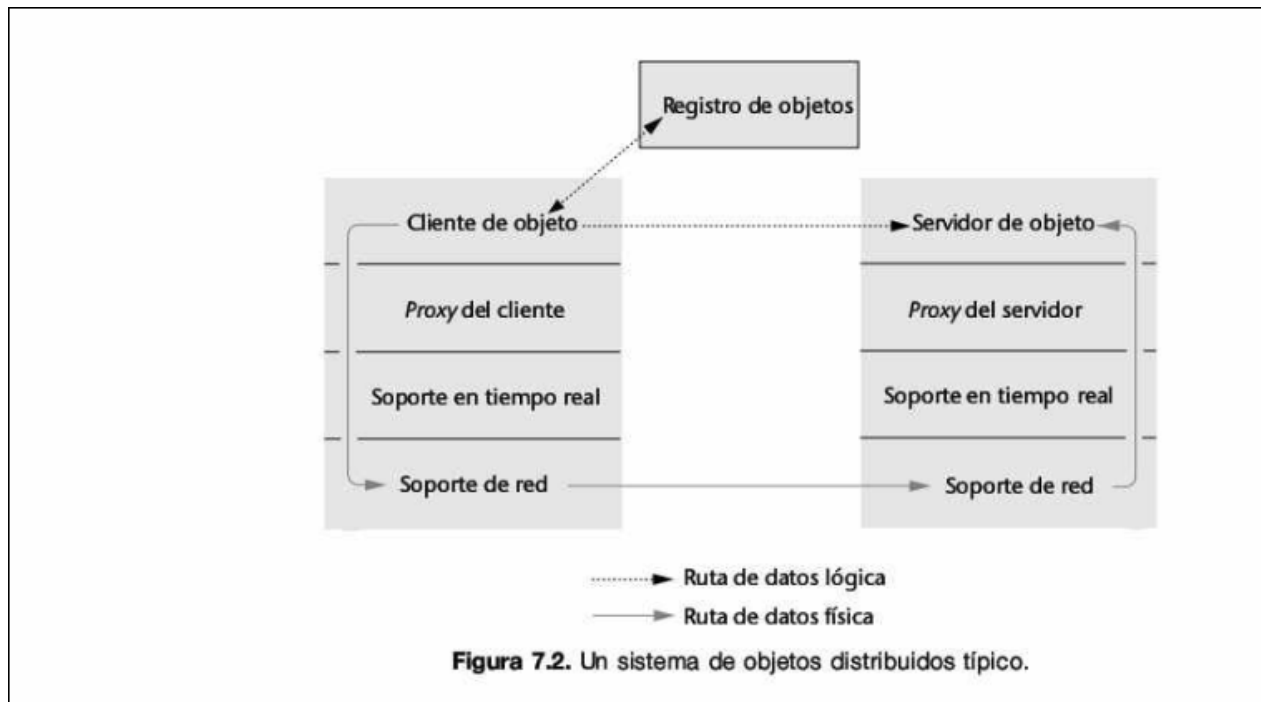 Registro de objetos
Cliente de objeto
Servidor de objeto
Proxy del cliente
Proxy del servidor
Soporte en tiempo real
Soporte en tiempo real
Soporte de red
Soporte de red
Ruta de datos lógica
Ruta de datos física
Figura 7.2. Un sistema de objetos distribuidos típico.